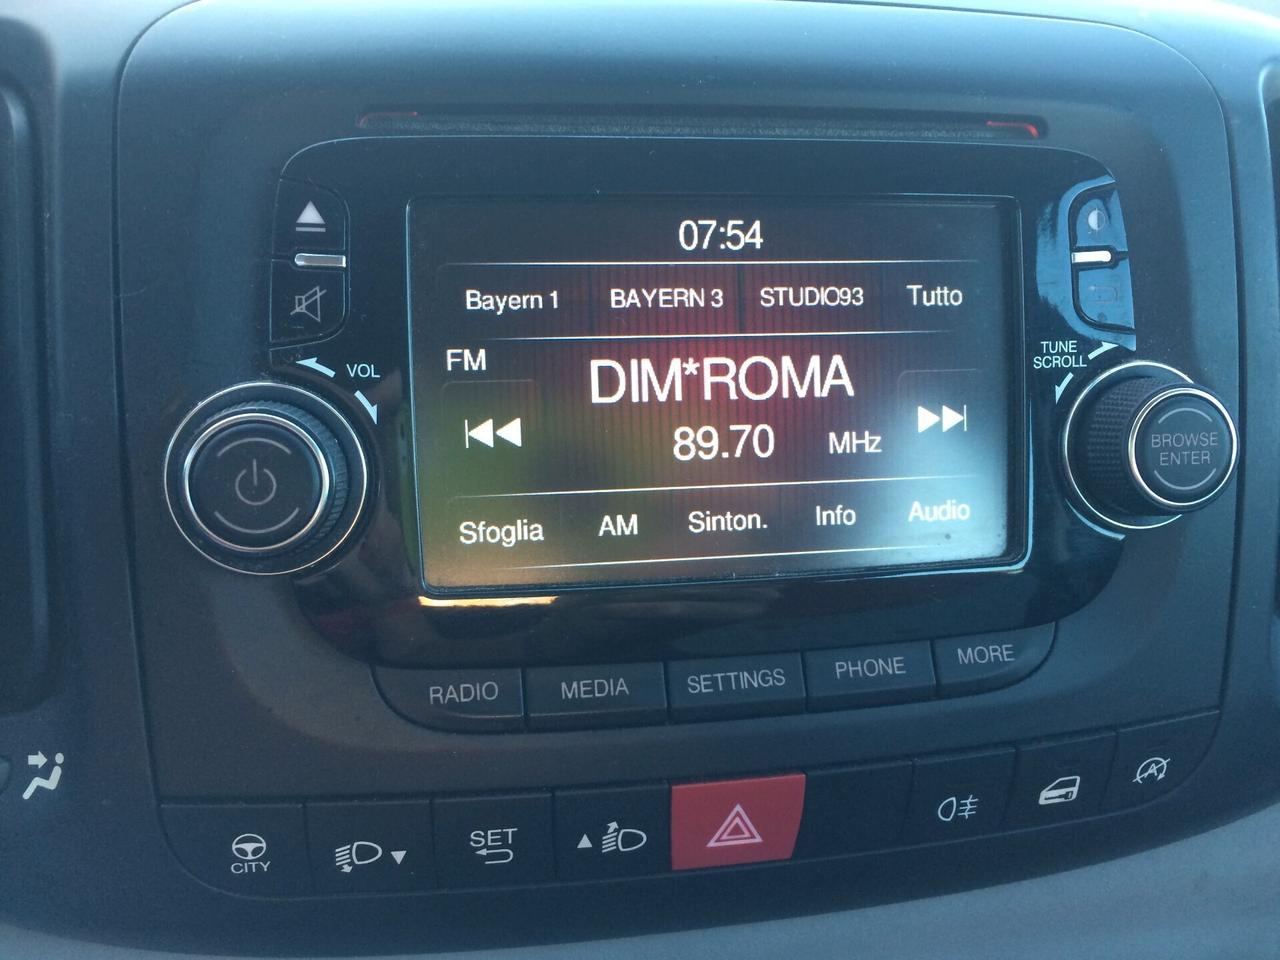 07:54
Bayern 1 BAYERN 3 STUDIO93 Tutto
FM
DIM*ROMA
89.70 MHz
Sfoglia AM Sinton. Info Audio
VOL
TUNE
SCROLL
BROWSE
ENTER
RADIO MEDIA SETTINGS PHONE MORE
CITY
SET
A